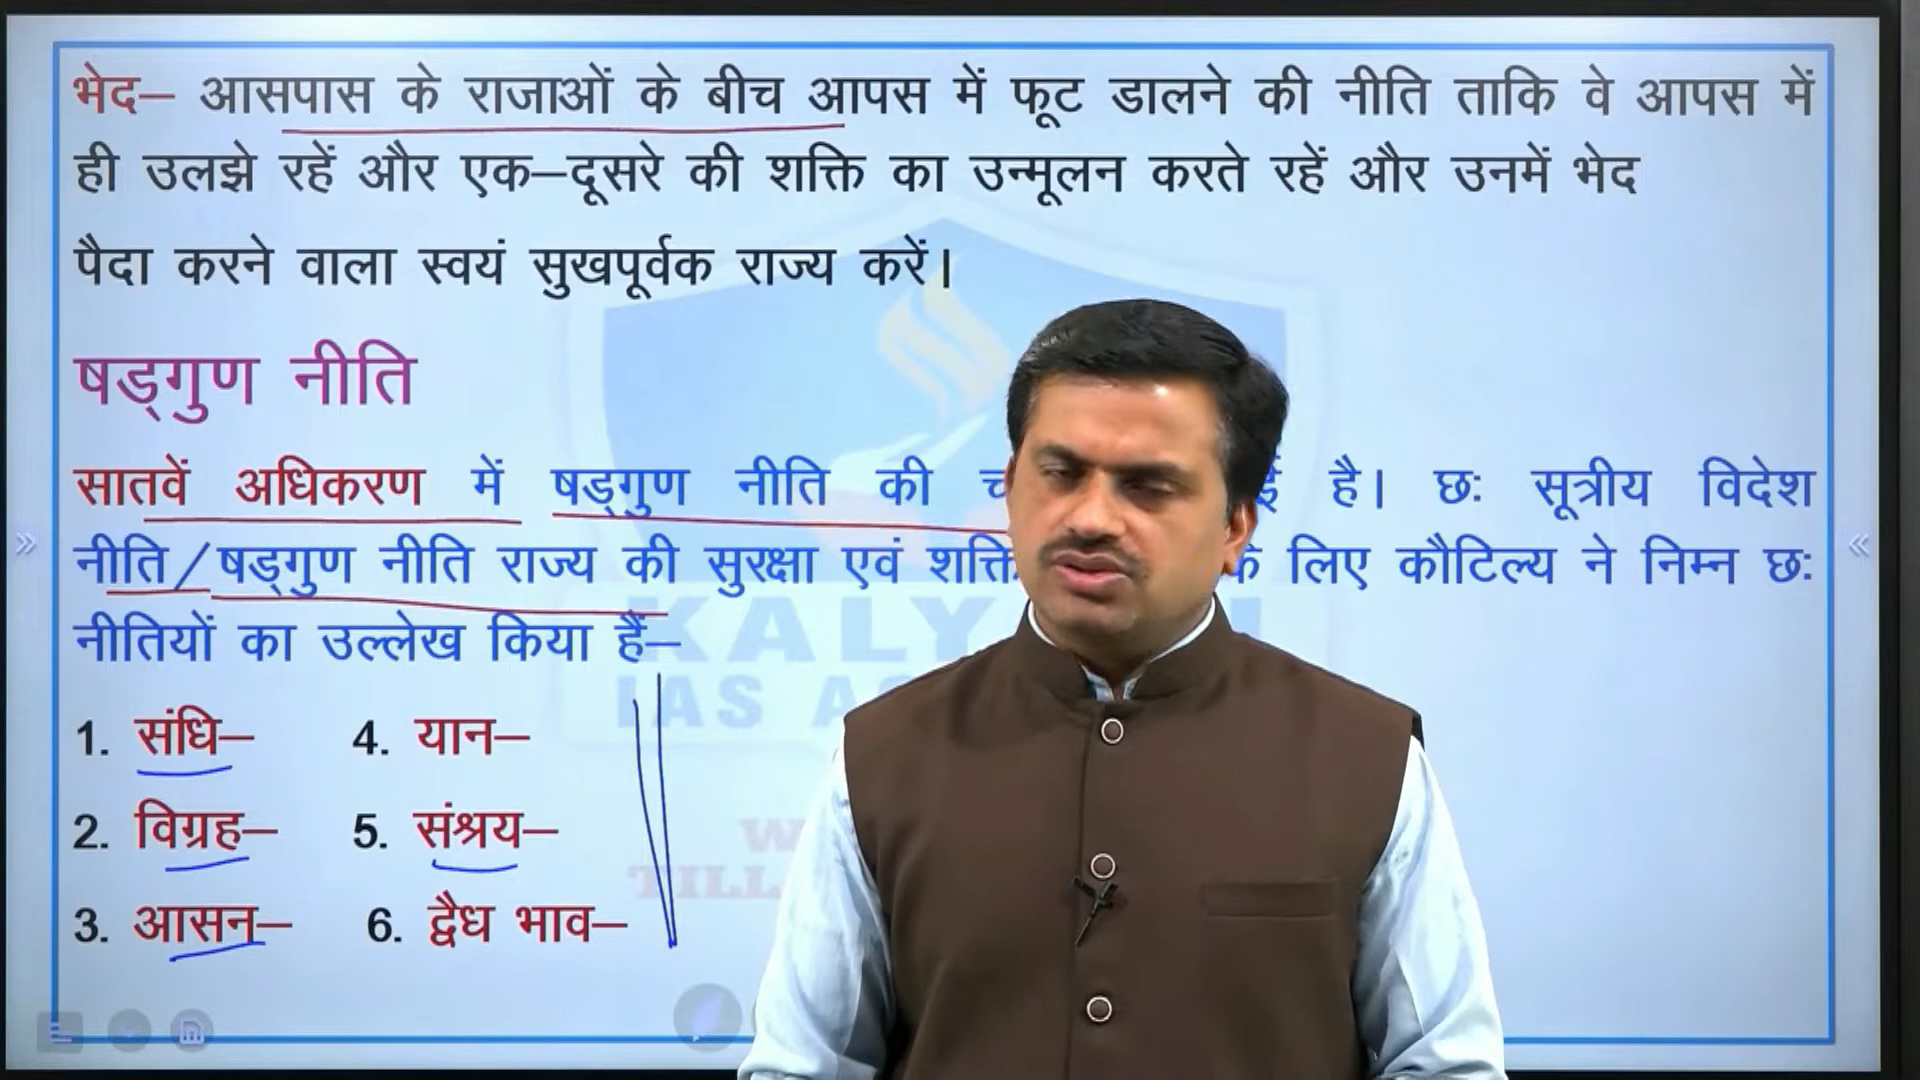 भेद– आसपास के राजाओं के बीच आपस में फूट डालने की नीति ताकि वे आपस में
ही उलझे रहें और एक–दूसरे की शक्ति का उन्मूलन करते रहें और उनमें भेद
पैदा करने वाला स्वयं सुखपूर्वक राज्य करें।
षड्गुण नीति
सातवें अधिकरण में षड्गुण नीति की है। छः सूत्रीय विदेश
नीति/षड्गुण नीति राज्य की सुरक्षा एवं के लिए कौटिल्य ने निम्न छः
नीतियों का उल्लेख किया हैं–
1. संधि– 4. यान–
2. विग्रह– 5. संश्रय–
3. आसन– 6. द्वैध भाव–
IAS